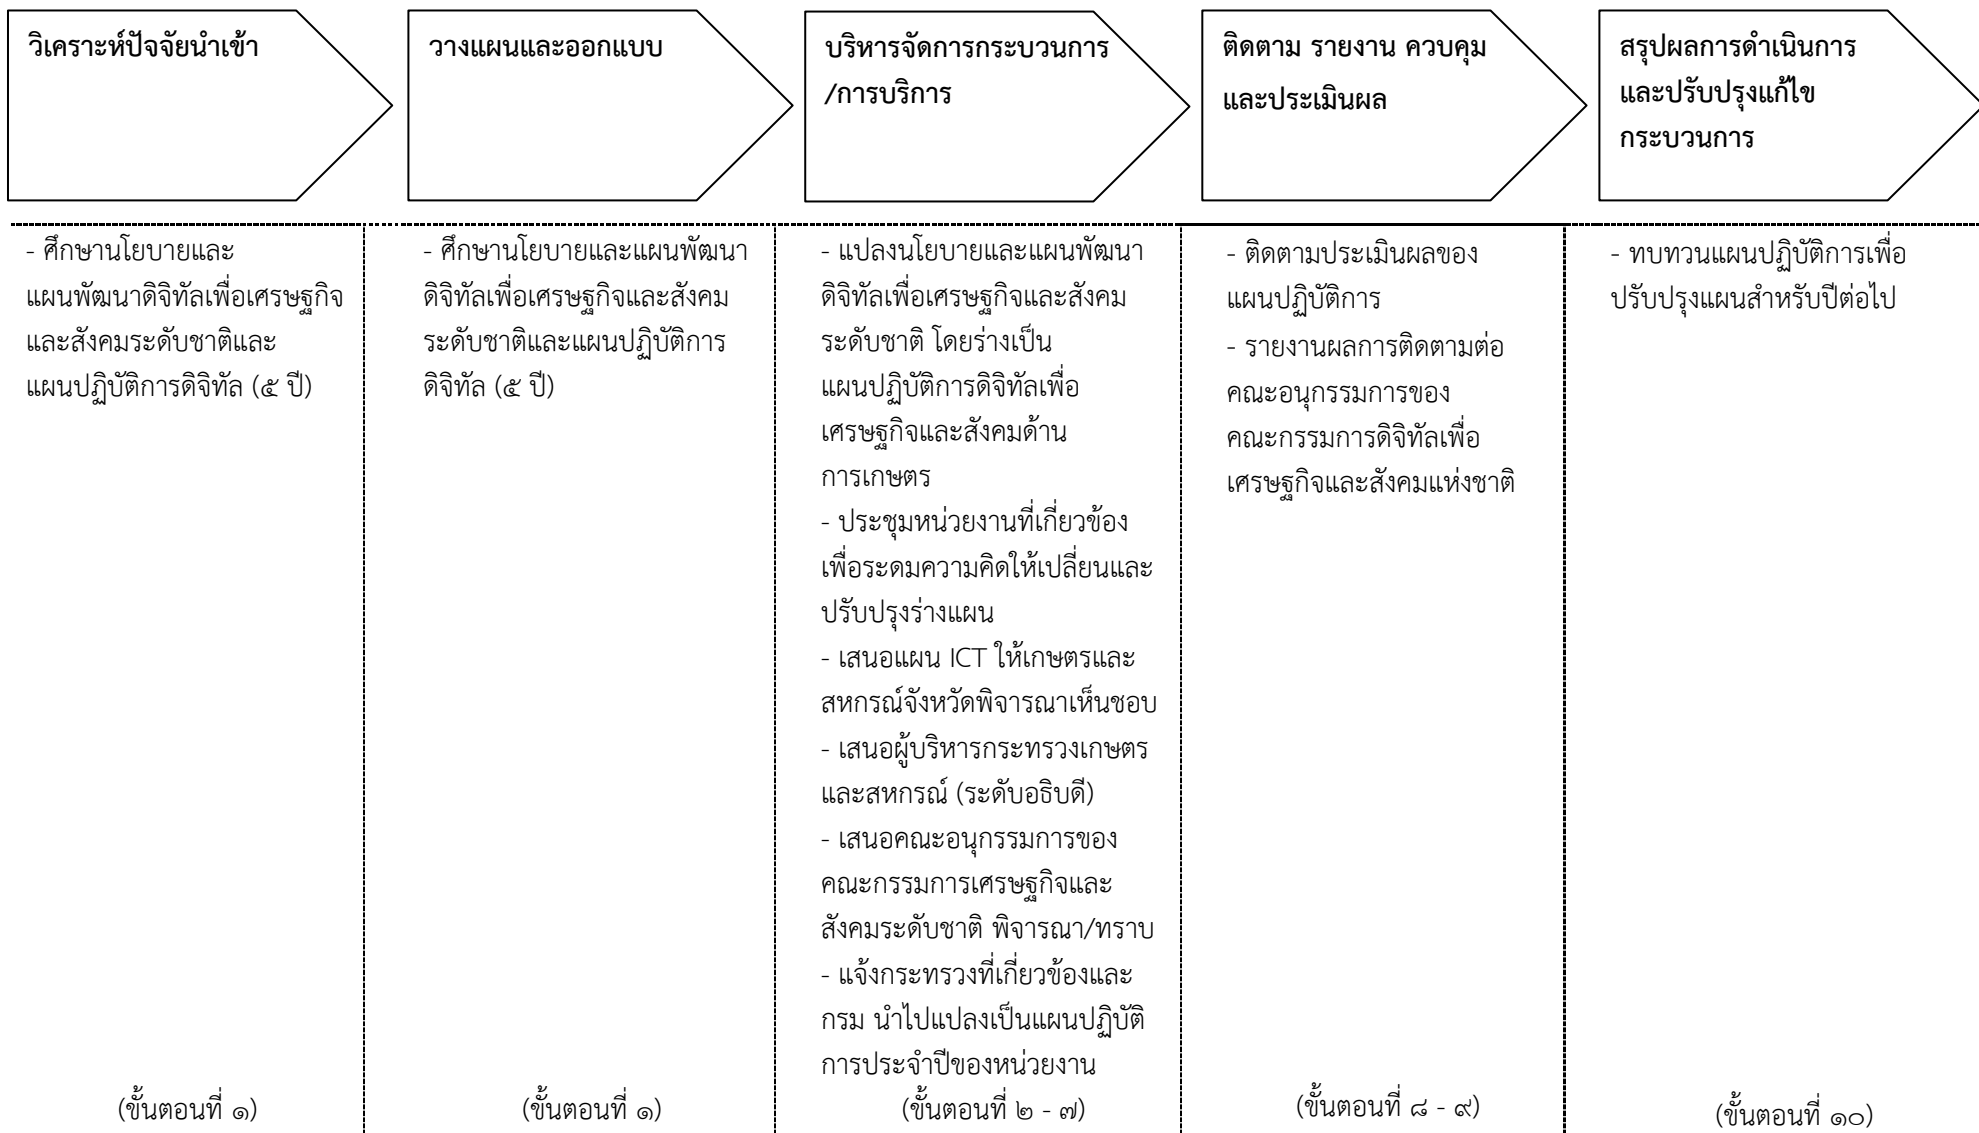 วิเคราะห์ปัจจัยนำเข้า
วางแผนและออกแบบ
บริหารจัดการกระบวนการ
/การบริการ
ติดตาม รายงาน ควบคุม
และประเมินผล
สรุปผลการดำเนินการ
และปรับปรุงแก้ไข
กระบวนการ
- ศึกษานโยบายและ
แผนพัฒนาดิจิทัลเพื่อเศรษฐกิจ
และสังคมระดับชาติและ
แผนปฏิบัติการดิจิทัล (๕ ปี)
(ขั้นตอนที่ ๑)
- ศึกษานโยบายและแผนพัฒนา
ดิจิทัลเพื่อเศรษฐกิจและสังคม
ระดับชาติและแผนปฏิบัติการ
ดิจิทัล (๕ ปี)
(ขั้นตอนที่ ๑)
- แปลงนโยบายและแผนพัฒนา
ดิจิทัลเพื่อเศรษฐกิจและสังคม
ระดับชาติ โดยร่างเป็น
แผนปฏิบัติการดิจิทัลเพื่อ
เศรษฐกิจและสังคมด้าน
การเกษตร
- ประชุมหน่วยงานที่เกี่ยวข้อง
เพื่อระดมความคิดให้เปลี่ยนและ
ปรับปรุงร่างแผน
- เสนอแผน ICT ให้เกษตรและ
สหกรณ์จังหวัดพิจารณาเห็นชอบ
- เสนอผู้บริหารกระทรวงเกษตร
และสหกรณ์ (ระดับอธิบดี)
- เสนอคณะอนุกรรมการของ
คณะกรรมการเศรษฐกิจและ
สังคมระดับชาติ พิจารณา/ทราบ
- แจ้งกระทรวงที่เกี่ยวข้องและ
กรม นำไปแปลงเป็นแผนปฏิบัติ
การประจำปีของหน่วยงาน
(ขั้นตอนที่ ๒ - ๗)
- ติดตามประเมินผลของ
แผนปฏิบัติการ
- รายงานผลการติดตามต่อ
คณะอนุกรรมการของ
คณะกรรมการดิจิทัลเพื่อ
เศรษฐกิจและสังคมแห่งชาติ
(ขั้นตอนที่ ๘ - ๙)
- ทบทวนแผนปฏิบัติการเพื่อ
ปรับปรุงแผนสำหรับปีต่อไป
(ขั้นตอนที่ ๑๐)